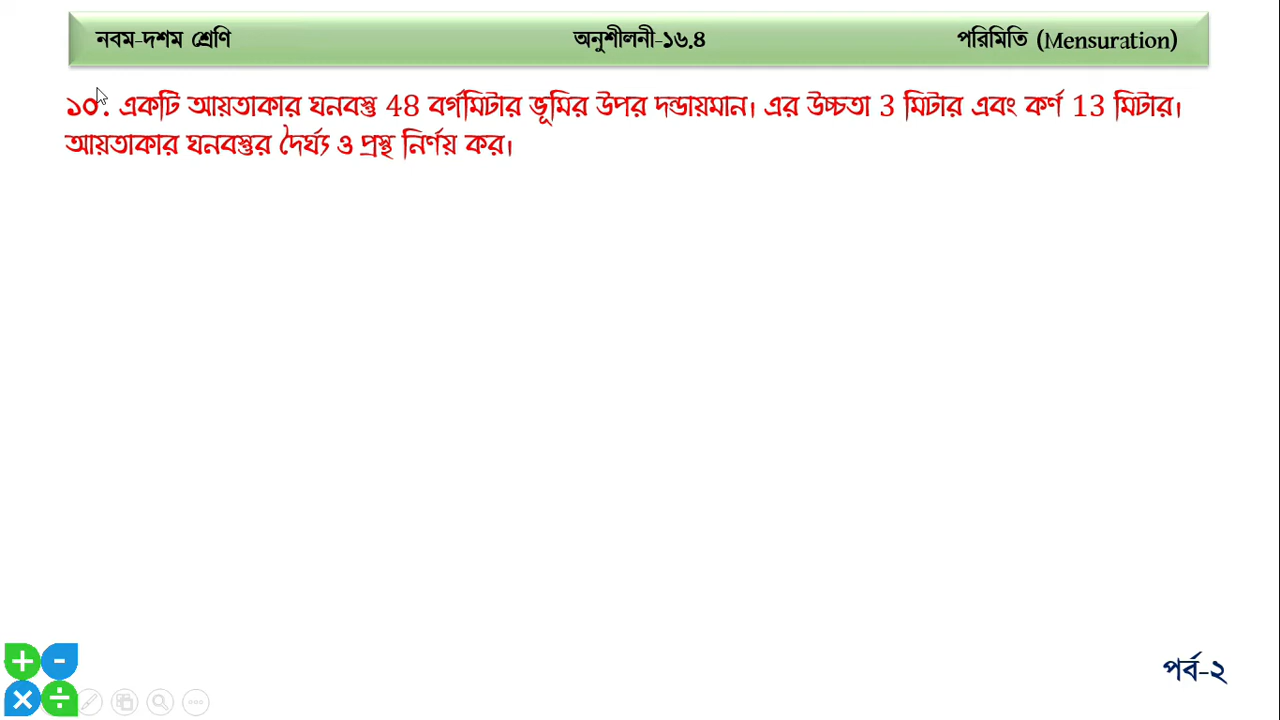 নবম-দশম শ্রেণি অনুশীলনী-১৬.৪ পরিমিতি (Mensuration)
১০. একটি আয়তাকার ঘনবস্তু 48 বর্গমিটার ভূমির উপর দন্ডায়মান। এর উচ্চতা 3 মিটার এবং কর্ণ 13 মিটার।
আয়তাকার ঘনবস্তুর দৈর্ঘ্য ও প্রস্থ নির্ণয় কর।
পর্ব-২